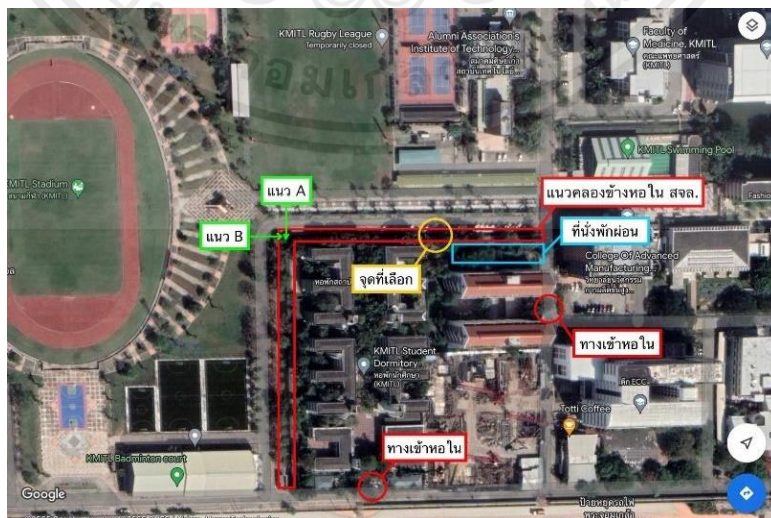 KMITL Rugby League
Temporarily closed
Alumni Association's
Institute of Technology...
Faculty of
Medicine, KMITL
คณะแพทยศาสตร์
(KMITL)
KMITL Swimming Pool
KMITL Stadium
(KMITL)
แนว A
แนว B
แนวคลองข้างหอใน สจล.
ที่นั่งพักผ่อน
จุดที่เลือก
College Of Advanced
Manufacturing...
ทางเข้าหอใน
KMITL Student
Dormitory
หอพักนักศึกษา
(KMITL)
ตึก ECC
Totti Coffee
ทางเข้าหอใน
KMITL Badminton court
Google